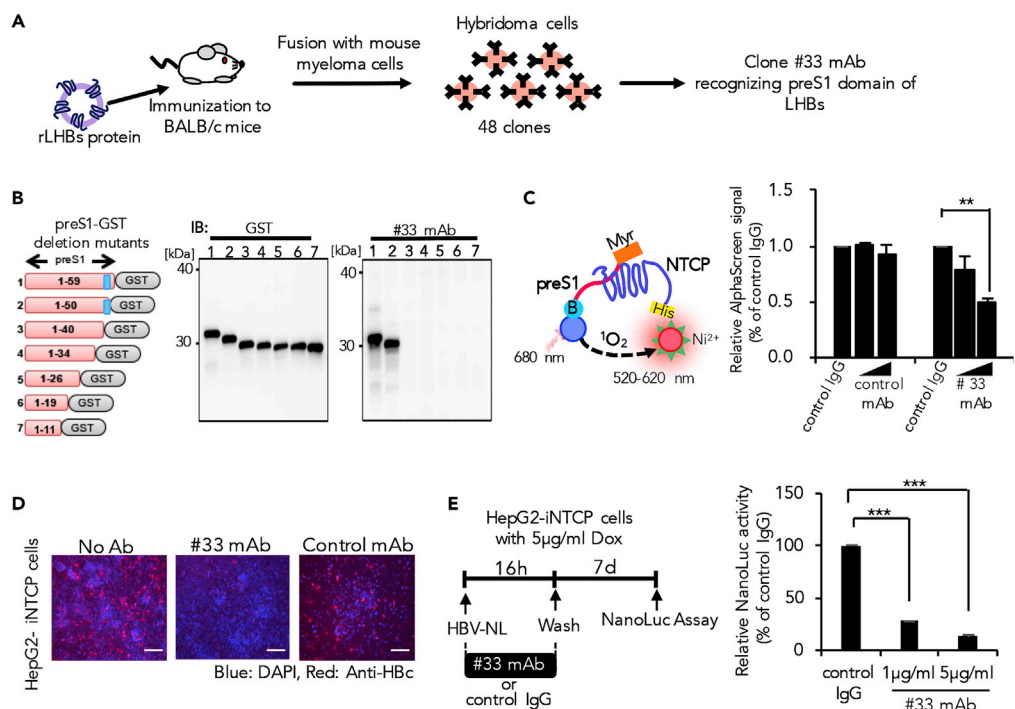 A
rLHBs protein
Immunization to
BALB/c mice
Fusion with mouse
myeloma cells
Hybridoma cells
48 clones
Clone #33 mAb
recognizing preS1 domain of
LHBs
B
preS1-GST
deletion mutants
preS1
1 1-59 GST
2 1-50 GST
3 1-40 GST
4 1-34 GST
5 1-26 GST
6 1-19 GST
7 1-11 GST
IB: GST
[kDa] 1 2 3 4 5 6 7
40
30
#33 mAb
[kDa] 1 2 3 4 5 6 7
40
30
C
Myr
NTCP
preS1
B
His
Ni2+
1O2
680 nm
520-620 nm
Relative AlphaScreen signal
(% of control IgG)
1.5
1.0
0.5
0.0
**
control IgG
control
mAb
control IgG
# 33
mAb
D
HepG2- iNTCP cells
No Ab
#33 mAb
Control mAb
Blue: DAPI, Red: Anti-HBc
E
HepG2-iNTCP cells
with 5µg/ml Dox
16h
7d
HBV-NL
Wash
NanoLuc Assay
#33 mAb
or
control IgG
Relative NanoLuc activity
(% of control IgG)
150
100
50
0
***
***
control
IgG
1µg/ml 5µg/ml
#33 mAb